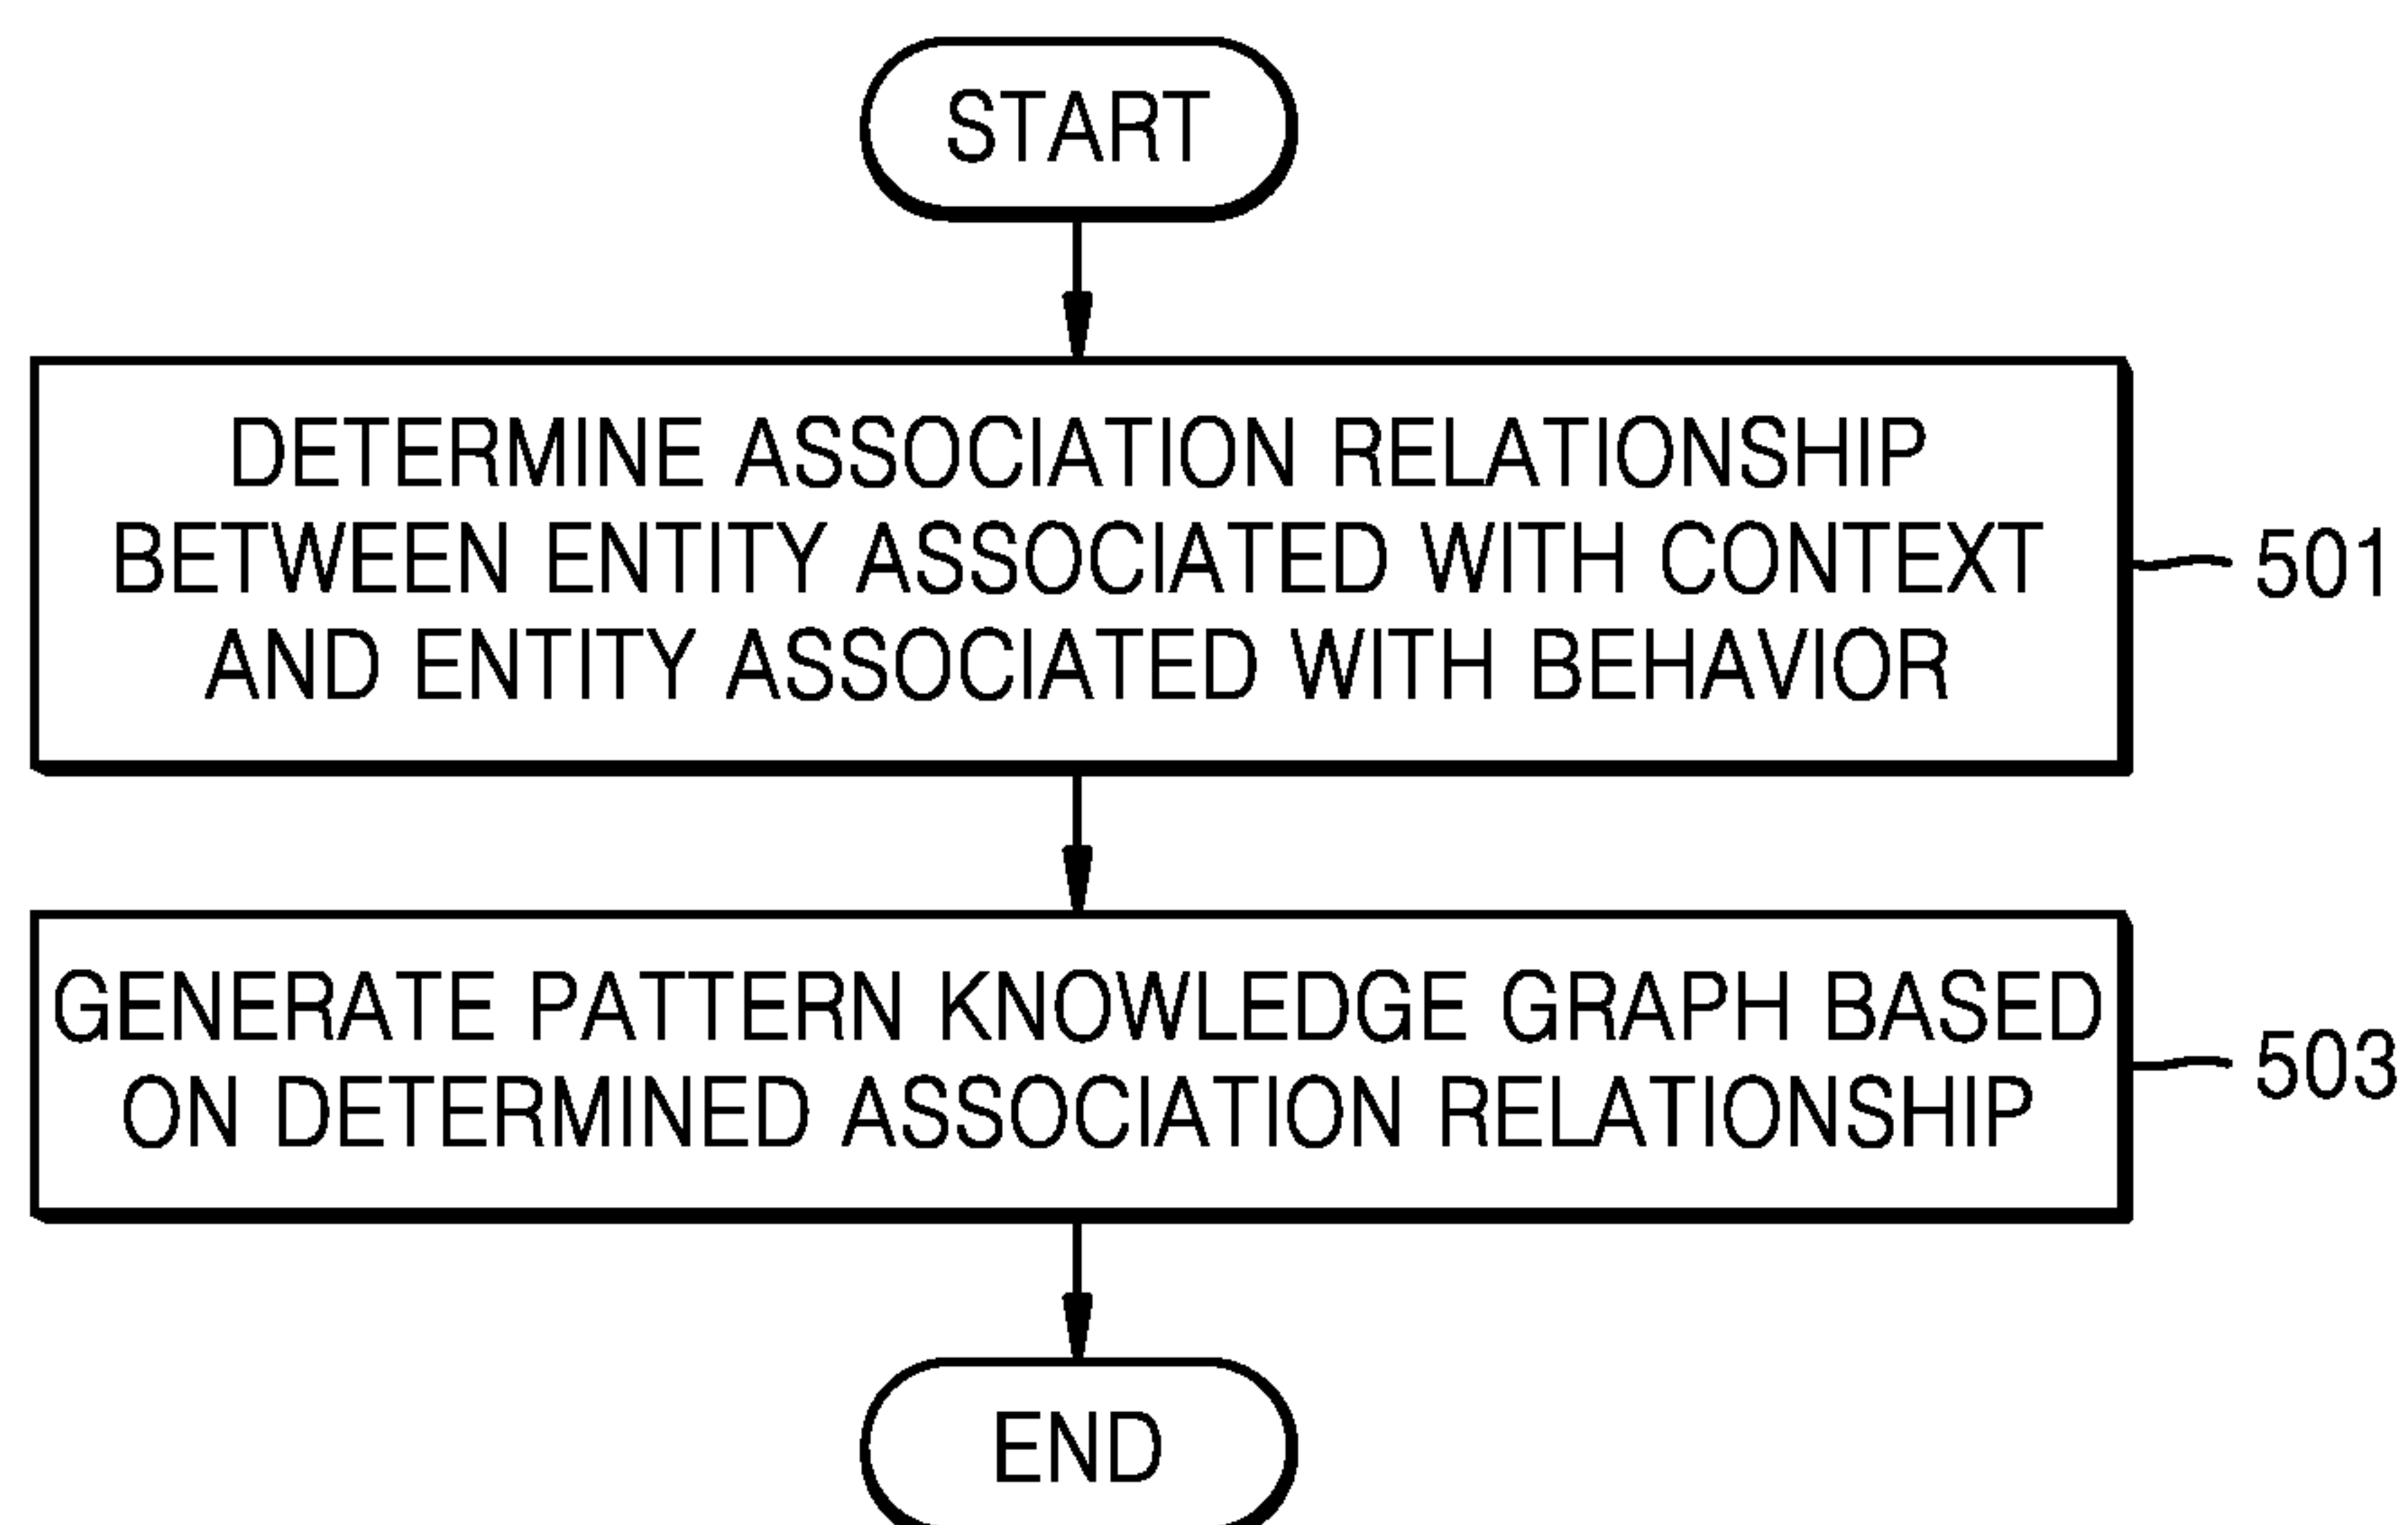 START
DETERMINE ASSOCIATION RELATIONSHIP
BETWEEN ENTITY ASSOCIATED WITH CONTEXT
AND ENTITY ASSOCIATED WITH BEHAVIOR
501
GENERATE PATTERN KNOWLEDGE GRAPH BASED
ON DETERMINED ASSOCIATION RELATIONSHIP
503
END